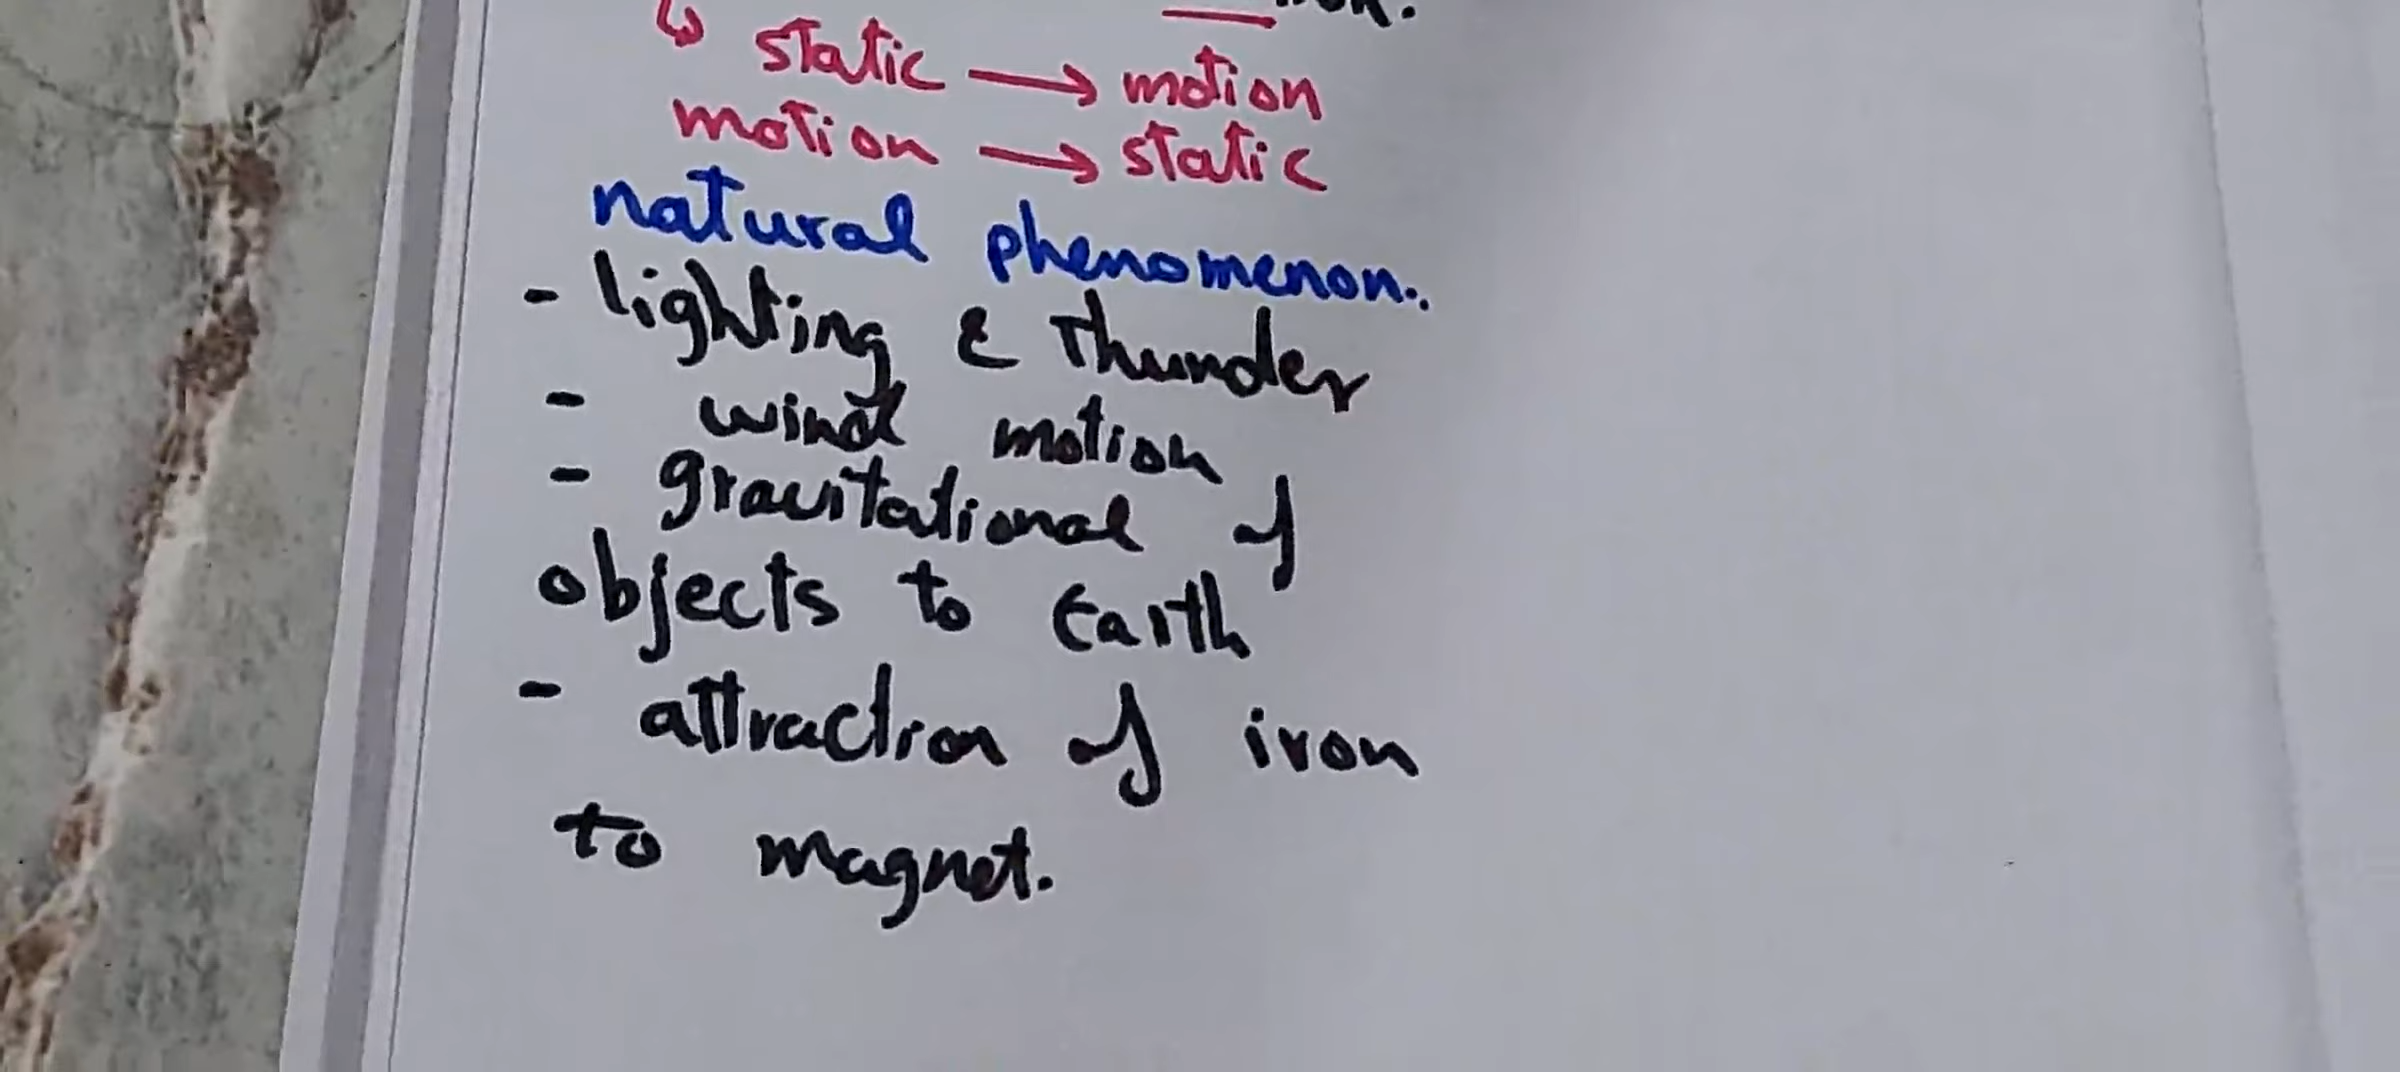 ↳ static → motion
motion → static
natural phenomenon:.
- lighting & thunder
- wind motion
- gravitational of
objects to Earth
- attraction of iron
to magnet.